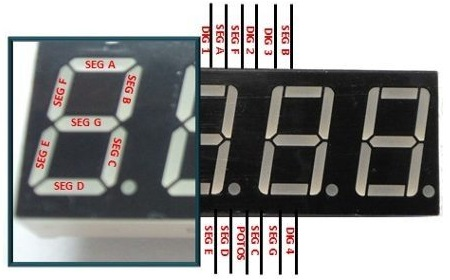 DIG 1
SEG A
SEG F
DIG 2
DIG 3
SEG B
SEG A
SEG F
SEG B
SEG G
SEG E
SEG C
SEG D
SEG E
SEG D
POTOS
SEG C
SEG G
DIG 4